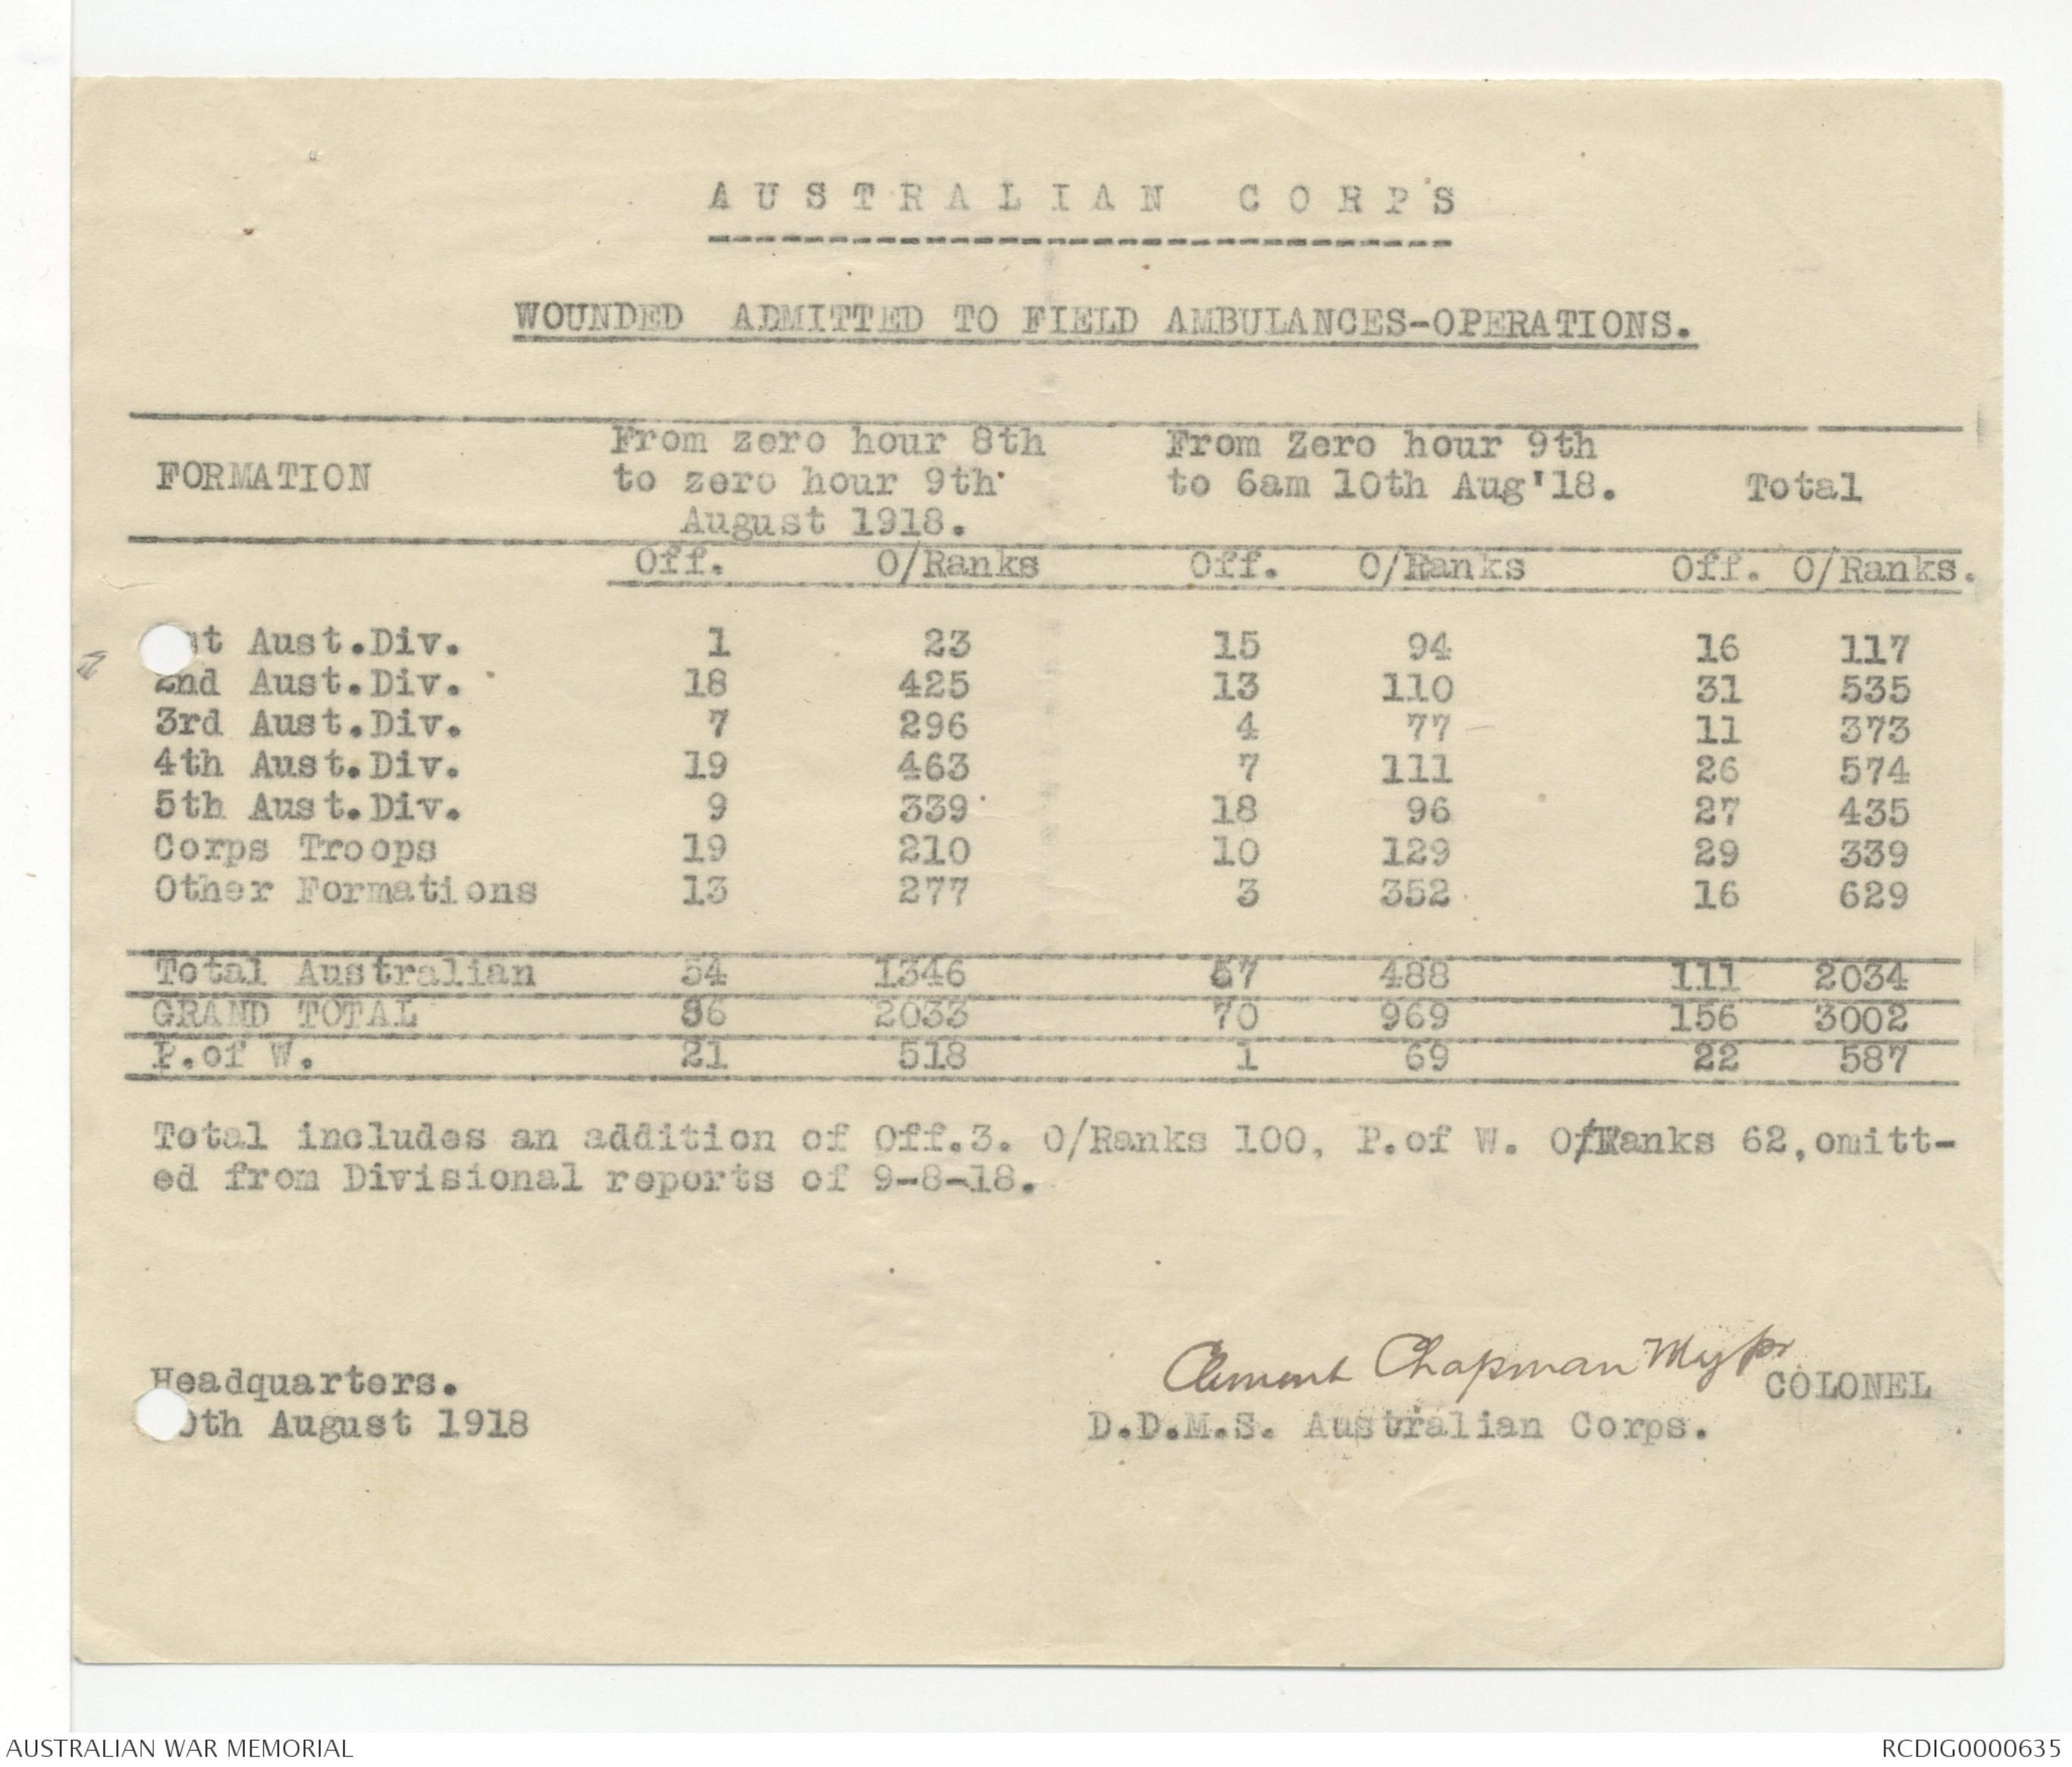 AUSTRALIAN CORPS
WOUNDED ADMITTED TO FIELD AMBULANCES-OPERATIONS.
FORMATION From zero hour 8th to zero hour 9th August 1918. From Zero hour 9th to 6am 10th Aug'18. Total
Off. O/Ranks Off. O/Ranks Off. O/Ranks.
st Aust.Div. 1 23 15 94 16 117
2nd Aust.Div. 18 425 13 110 31 535
3rd Aust.Div. 7 296 4 77 11 373
4th Aust.Div. 19 463 7 111 26 574
5th Aust.Div. 9 339 18 96 27 435
Corps Troops 19 210 10 129 29 339
Other Formations 13 277 3 352 16 629
Total Australian 54 1346 57 488 111 2034
GRAND TOTAL 86 2033 70 969 156 3002
P.of W. 21 518 1 69 22 587
Total includes an addition of Off.3. O/Ranks 100, P.of W. O/Ranks 62,omitt-
ed from Divisional reports of 9-8-18.
Clement Chapman
COLONEL
Headquarters.
0th August 1918
D.D.M.S. Australian Corps.
AUSTRALIAN WAR MEMORIAL
RCDIG0000635